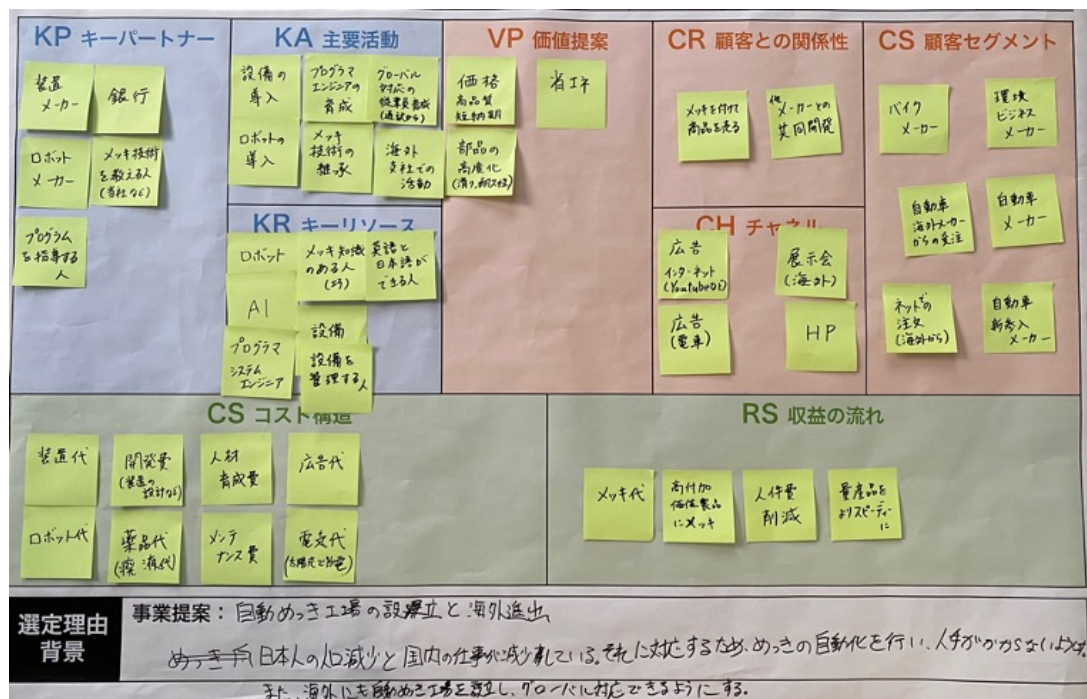 KP キーパートナー
装置
メーカー
銀行
ロボット
メーカー
メッキ技術
を教える人
(当社など)
プログラム
を指導する
人
KA 主要活動
設備の
導入
プログラマ
エンジニアの
育成
グローバル
対応の
従業員育成
ロボットの
導入
メッキ
技術の
継承
海外
支社での
活動
KR キーリソース
ロボット
メッキ知識
のある人
英語と
日本語が
できる人
AI
設備
プログラマ
システム
エンジニア
設備を
管理する人
VP 価値提案
価格
高品質
短納期
省エネ
部品の
高度化
CR 顧客との関係性
メッキを付けて
商品を売る
他
メーカーとの
共同開発
CH チャネル
広告
インターネット
(Youtubeなど)
展示会
(海外)
広告
(電車)
HP
CS 顧客セグメント
バイク
メーカー
環境
ビジネス
メーカー
自動車
海外メーカー
からの受注
自動車
メーカー
ネットでの
注文
(海外から)
自動車
新参入
メーカー
CS コスト構造
装置代
開発費
(装置の
設計など)
人材
育成費
広告代
ロボット代
薬品代
(廃液代)
メンテ
ナンス費
電気代
(太陽光で節電)
RS 収益の流れ
メッキ代
高付加
価値製品
にメッキ
人件費
削減
量産品を
よりスピーディー
に
選定理由
背景
事業提案：自動めっき工場の設立と海外進出
日本人の人口減少と国内の仕事が減少している。それに対応するため、めっきの自動化を行い、人手がかからないようにする。
また、海外にも自動めっき工場を設立し、グローバルに対応できるようにする。